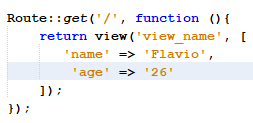 Route::get('/', function (){
    return view('view_name', [
       'name' => 'Flavio',
        'age' => '26'
    ]);
});